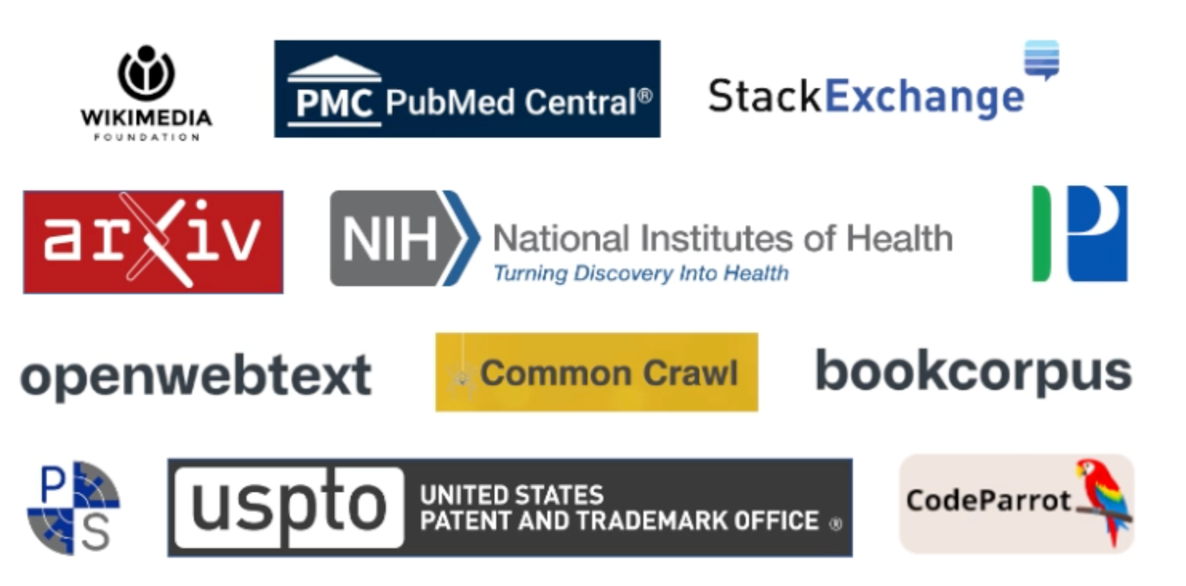 WIKIMEDIA
FOUNDATION
PMC PubMed Central®
StackExchange
arXiv
NIH
National Institutes of Health
Turning Discovery Into Health
P
openwebtext
Common Crawl
bookcorpus
P
S
uspto
UNITED STATES
PATENT AND TRADEMARK OFFICE ®
CodeParrot